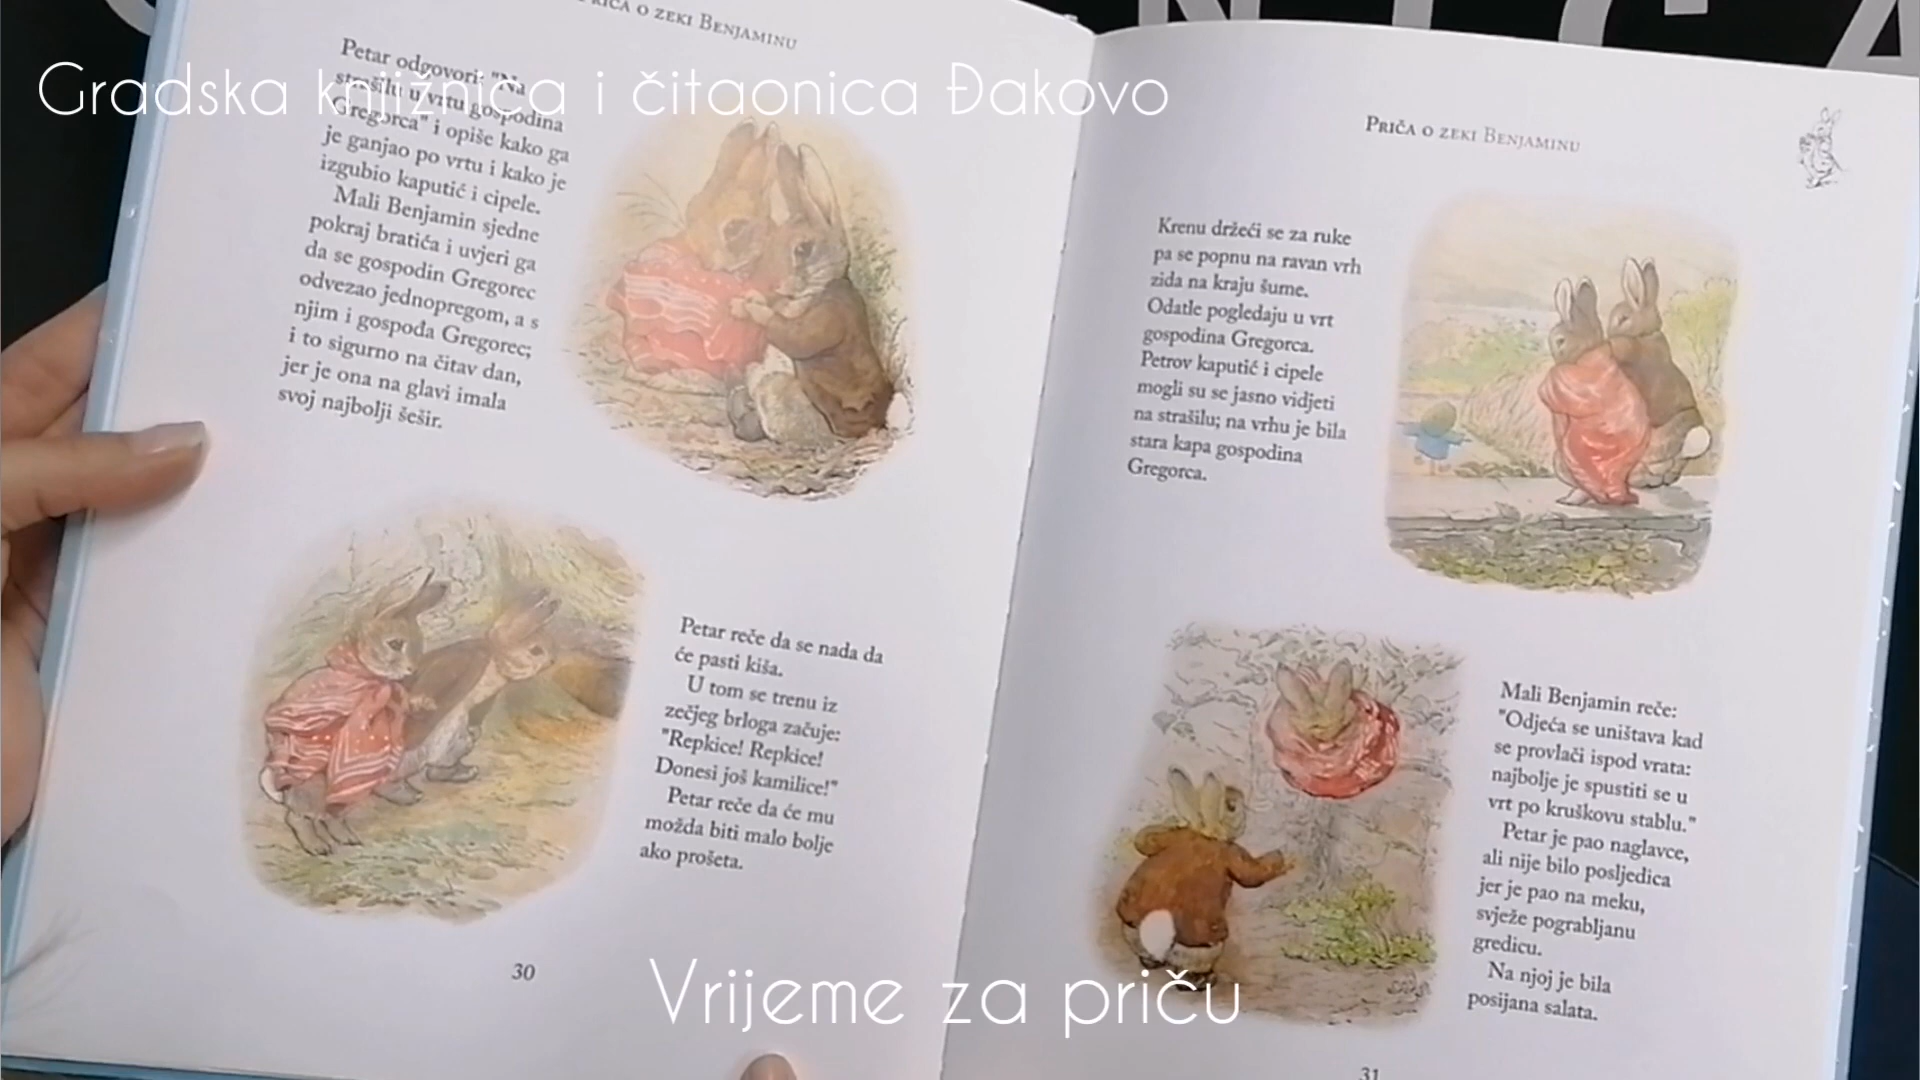 PRIČA O ZEKI BENJAMINU
Gradska knjižnica i čitaonica Đakovo
Petar odgovori: "Na
strašilu u vrtu gospodina
Gregorca" i opiše kako ga
je ganjao po vrtu i kako je
izgubio kaputić i cipele.
Mali Benjamin sjedne
pokraj bratića i uvjeri ga
da se gospodin Gregorec
odvezao jednopregom, a s
njim i gospođa Gregorec;
i to sigurno na čitav dan,
jer je ona na glavi imala
svoj najbolji šešir.
Petar reče da se nada da
će pasti kiša.
U tom se trenu iz
zečjeg brloga začuje:
"Repkice! Repkice!
Donesi još kamilice!"
Petar reče da će mu
možda biti malo bolje
ako prošeta.
30
PRIČA O ZEKI BENJAMINU
Krenu držeći se za ruke
pa se popnu na ravan vrh
zida na kraju šume.
Odatle pogledaju u vrt
gospodina Gregorca.
Petrov kaputić i cipele
mogli su se jasno vidjeti
na strašilu; na vrhu je bila
stara kapa gospodina
Gregorca.
Mali Benjamin reče:
"Odjeća se uništava kad
se provlači ispod vrata:
najbolje je spustiti se u
vrt po kruškovu stablu."
Petar je pao naglavce,
ali nije bilo posljedica
jer je pao na meku,
svježe pograbljanu
gredicu.
Na njoj je bila
posijana salata.
31
Vrijeme za priču